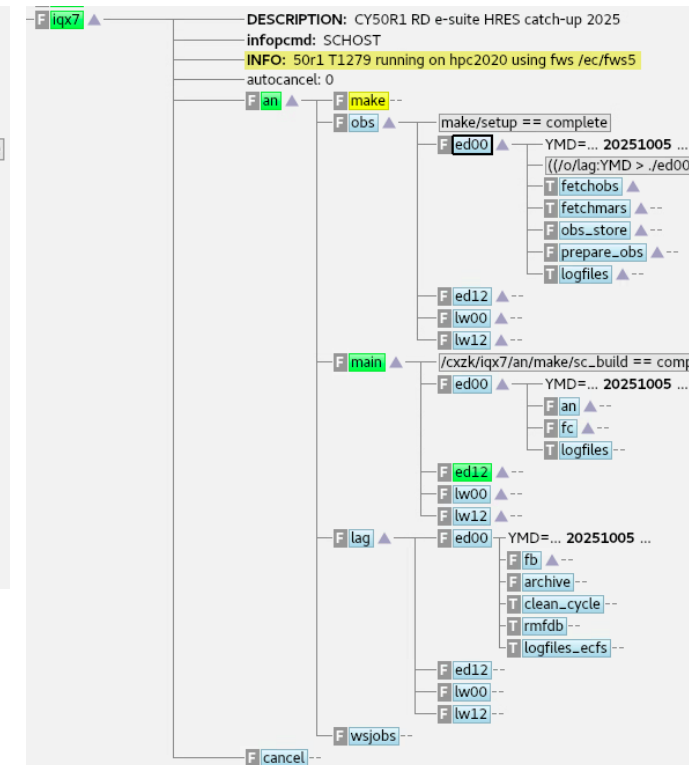 F iqx7
DESCRIPTION: CY50R1 RD e-suite HRES catch-up 2025
infopcmd: SCHOST
INFO: 50r1 T1279 running on hpc2020 using fws /ec/fws5
autocancel: 0
F an
F make
F obs
make/setup == complete
F ed00
YMD=... 20251005 ...
((/o/lag:YMD > ./ed00
T fetchobs
T fetchmars
F obs_store
F prepare_obs
T logfiles
F ed12
F lw00
F lw12
F main
/cxzk/iqx7/an/make/sc_build == comp
F ed00
YMD=... 20251005 ...
F an
F fc
T logfiles
F ed12
F lw00
F lw12
F lag
F ed00
YMD=... 20251005 ...
F fb
F archive
T clean_cycle
T rmfdb
T logfiles_ecfs
F ed12
F lw00
F lw12
F wsjobs
F cancel